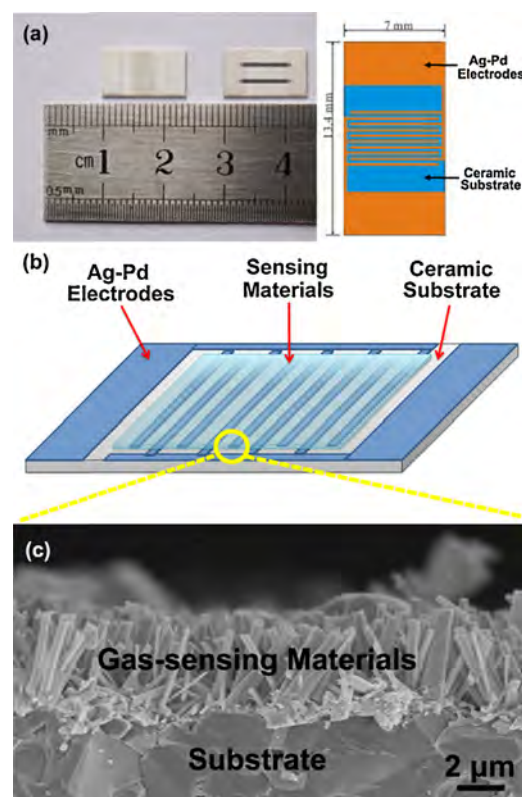 (a)
7 mm
Ag-Pd
Electrodes
13.4 mm
Ceramic
Substrate
mm
cm 1 2 3 4
0.5mm
(b)
Ag-Pd
Electrodes
Sensing
Materials
Ceramic
Substrate
(c)
Gas-sensing Materials
Substrate
2 μm